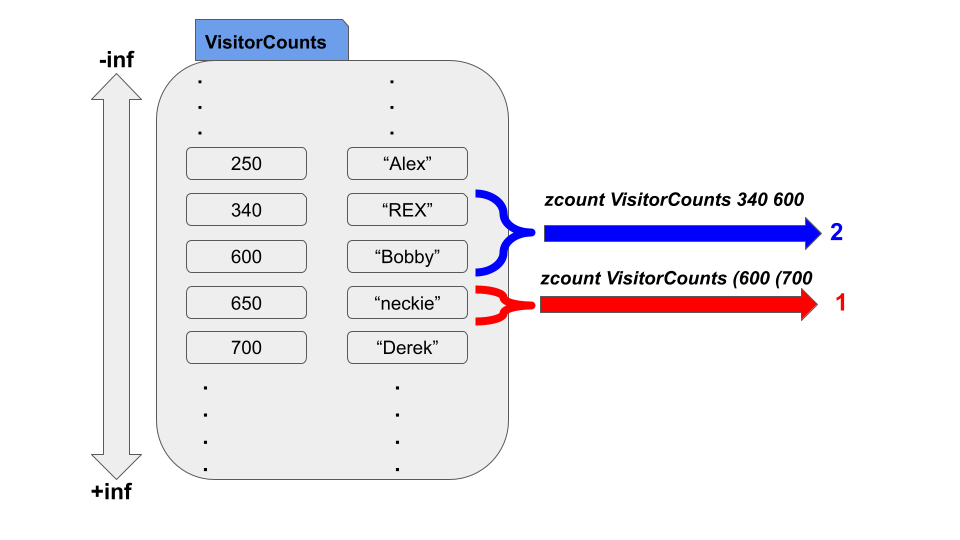 VisitorCounts
-inf
250 “Alex”
340 “REX”
zcount VisitorCounts 340 600
2
600 “Bobby”
zcount VisitorCounts (600 (700
650 “neckie”
1
700 “Derek”
+inf